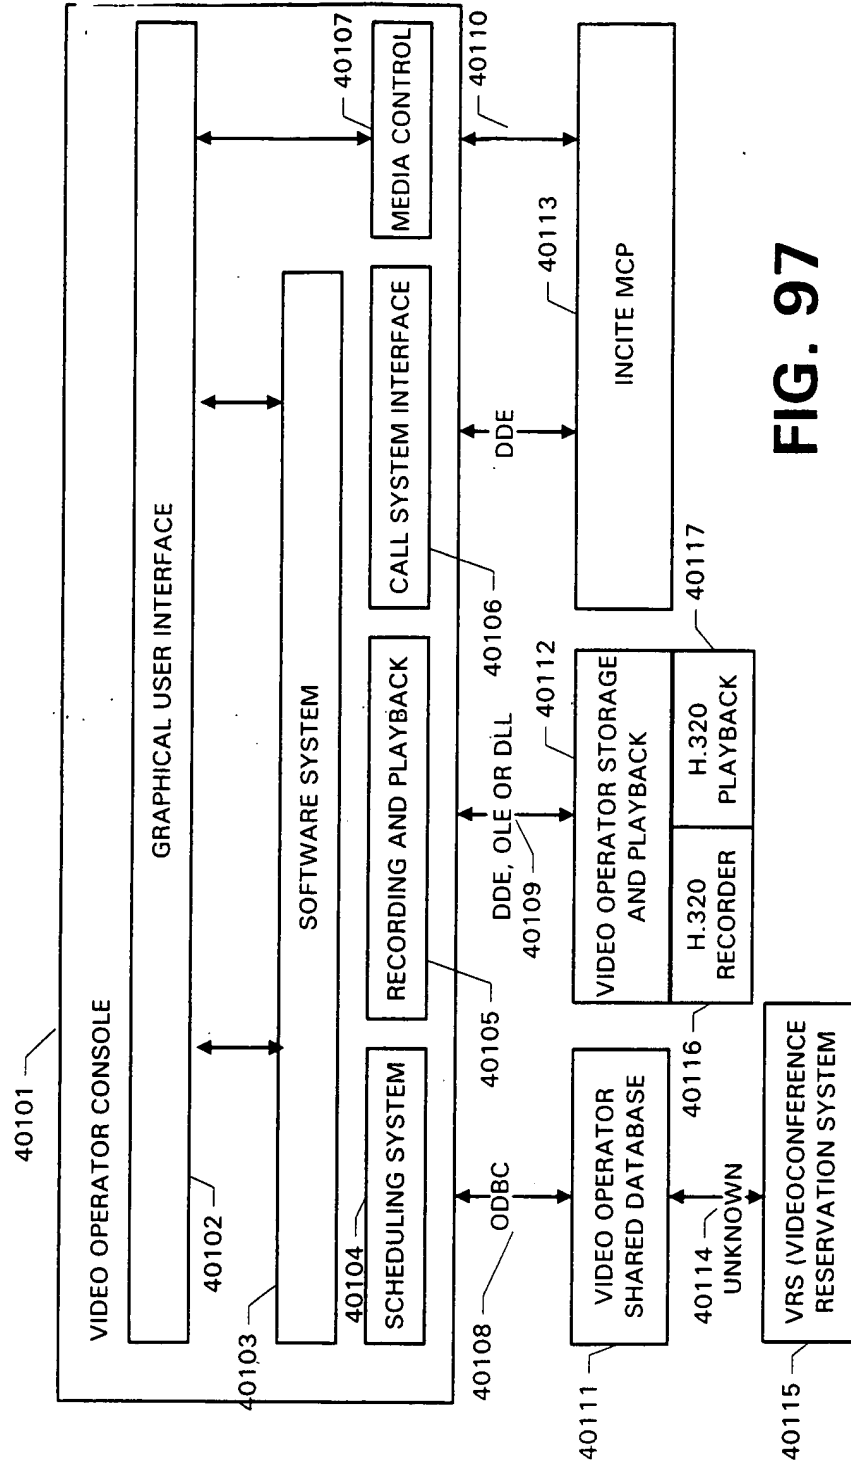 40101
VIDEO OPERATOR CONSOLE
GRAPHICAL USER INTERFACE
40102
SOFTWARE SYSTEM
40103
40104
SCHEDULING SYSTEM
RECORDING AND PLAYBACK
40105
CALL SYSTEM INTERFACE
40106
MEDIA CONTROL
40107
40108
ODBC
DDE, OLE OR DLL
40109
DDE
40110
40111
VIDEO OPERATOR
SHARED DATABASE
40112
VIDEO OPERATOR STORAGE
AND PLAYBACK
40113
INCITE MCP
40116
H.320
RECORDER
H.320
PLAYBACK
40117
40114
UNKNOWN
40115
VRS (VIDEOCONFERENCE
RESERVATION SYSTEM
FIG. 97